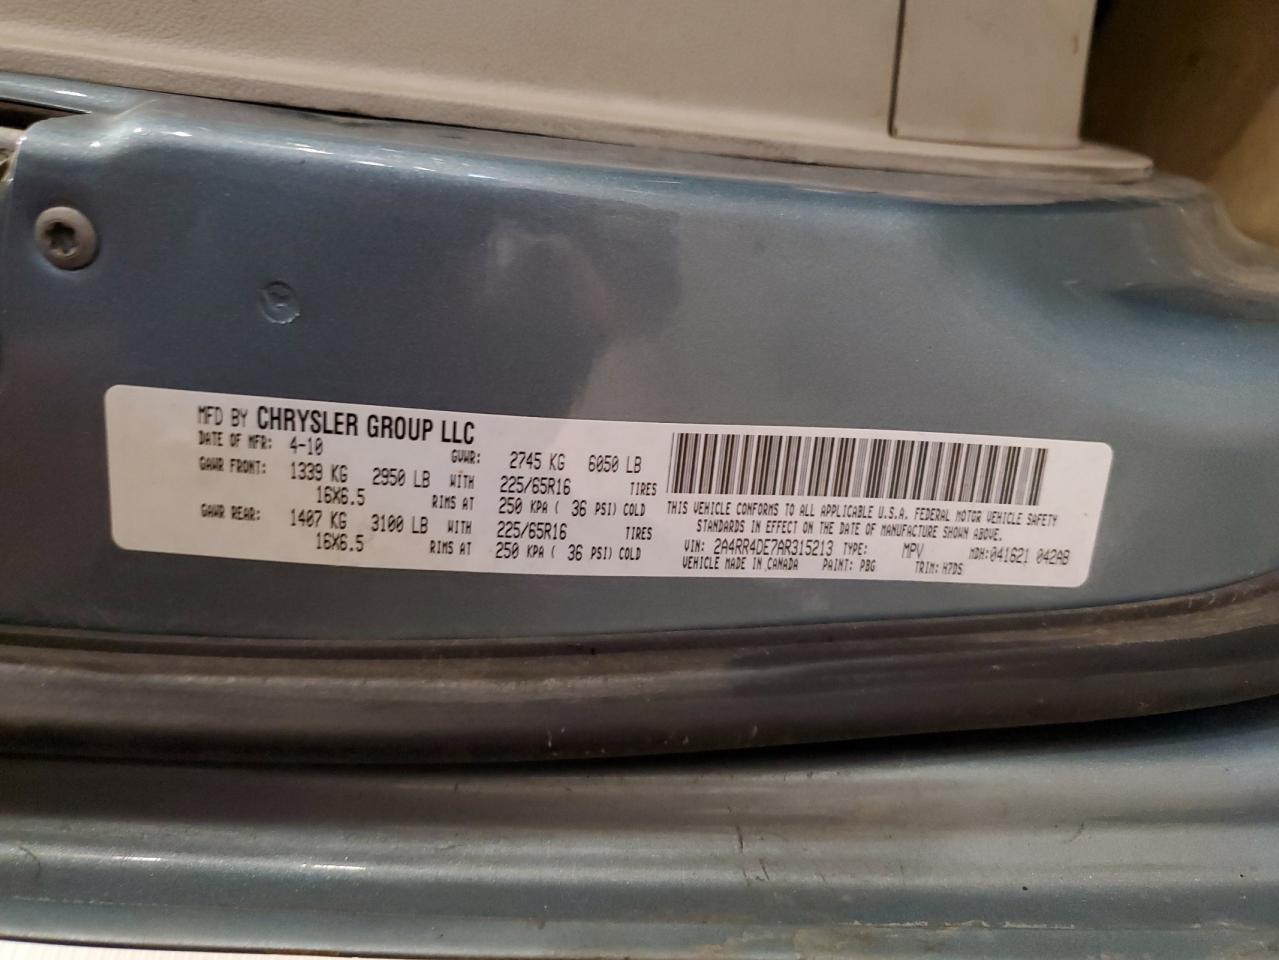 MFD BY CHRYSLER GROUP LLC
DATE OF MFR: 4-10 GVWR: 2745 KG 6050 LB
GAWR FRONT: 1339 KG 2950 LB WITH 225/65R16 TIRES
16X6.5 RIMS AT 250 KPA ( 36 PSI) COLD
GAWR REAR: 1407 KG 3100 LB WITH 225/65R16 TIRES
16X6.5 RIMS AT 250 KPA ( 36 PSI) COLD
THIS VEHICLE CONFORMS TO ALL APPLICABLE U.S.A. FEDERAL MOTOR VEHICLE SAFETY
STANDARDS IN EFFECT ON THE DATE OF MANUFACTURE SHOWN ABOVE.
VIN: 2A4RR4DE7AR315213 TYPE: MPV MDH:041621 042AB
VEHICLE MADE IN CANADA PAINT: PBG TRIM: H7DS